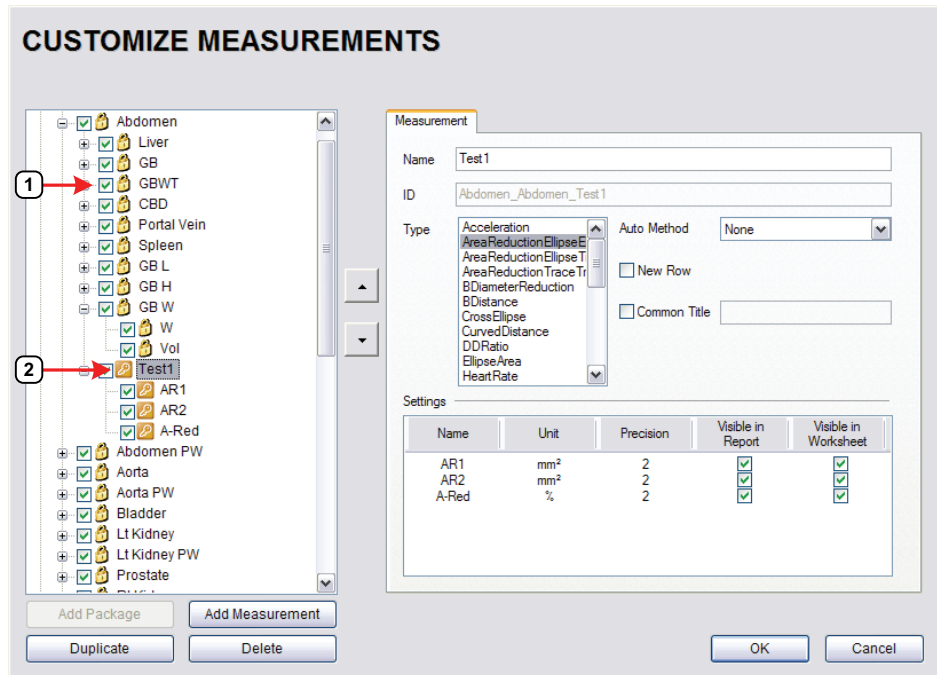 CUSTOMIZE MEASUREMENTS
Abdomen
Liver
GB
1
GBWT
CBD
Portal Vein
Spleen
GB L
GB H
GB W
W
Vol
2
Test1
AR1
AR2
A-Red
Abdomen PW
Aorta
Aorta PW
Bladder
Lt Kidney
Lt Kidney PW
Prostate
Add Package
Add Measurement
Duplicate
Delete
Measurement
Name
Test1
ID
Abdomen_Abdomen_Test1
Type
Acceleration
AreaReductionEllipseE
AreaReductionEllipseT
AreaReductionTraceTr
BDiameterReduction
BDistance
CrossEllipse
CurvedDistance
DDRatio
EllipseArea
HeartRate
Auto Method
None
New Row
Common Title
Settings
Name Unit Precision Visible in Report Visible in Worksheet
AR1 mm² 2
AR2 mm² 2
A-Red % 2
OK
Cancel